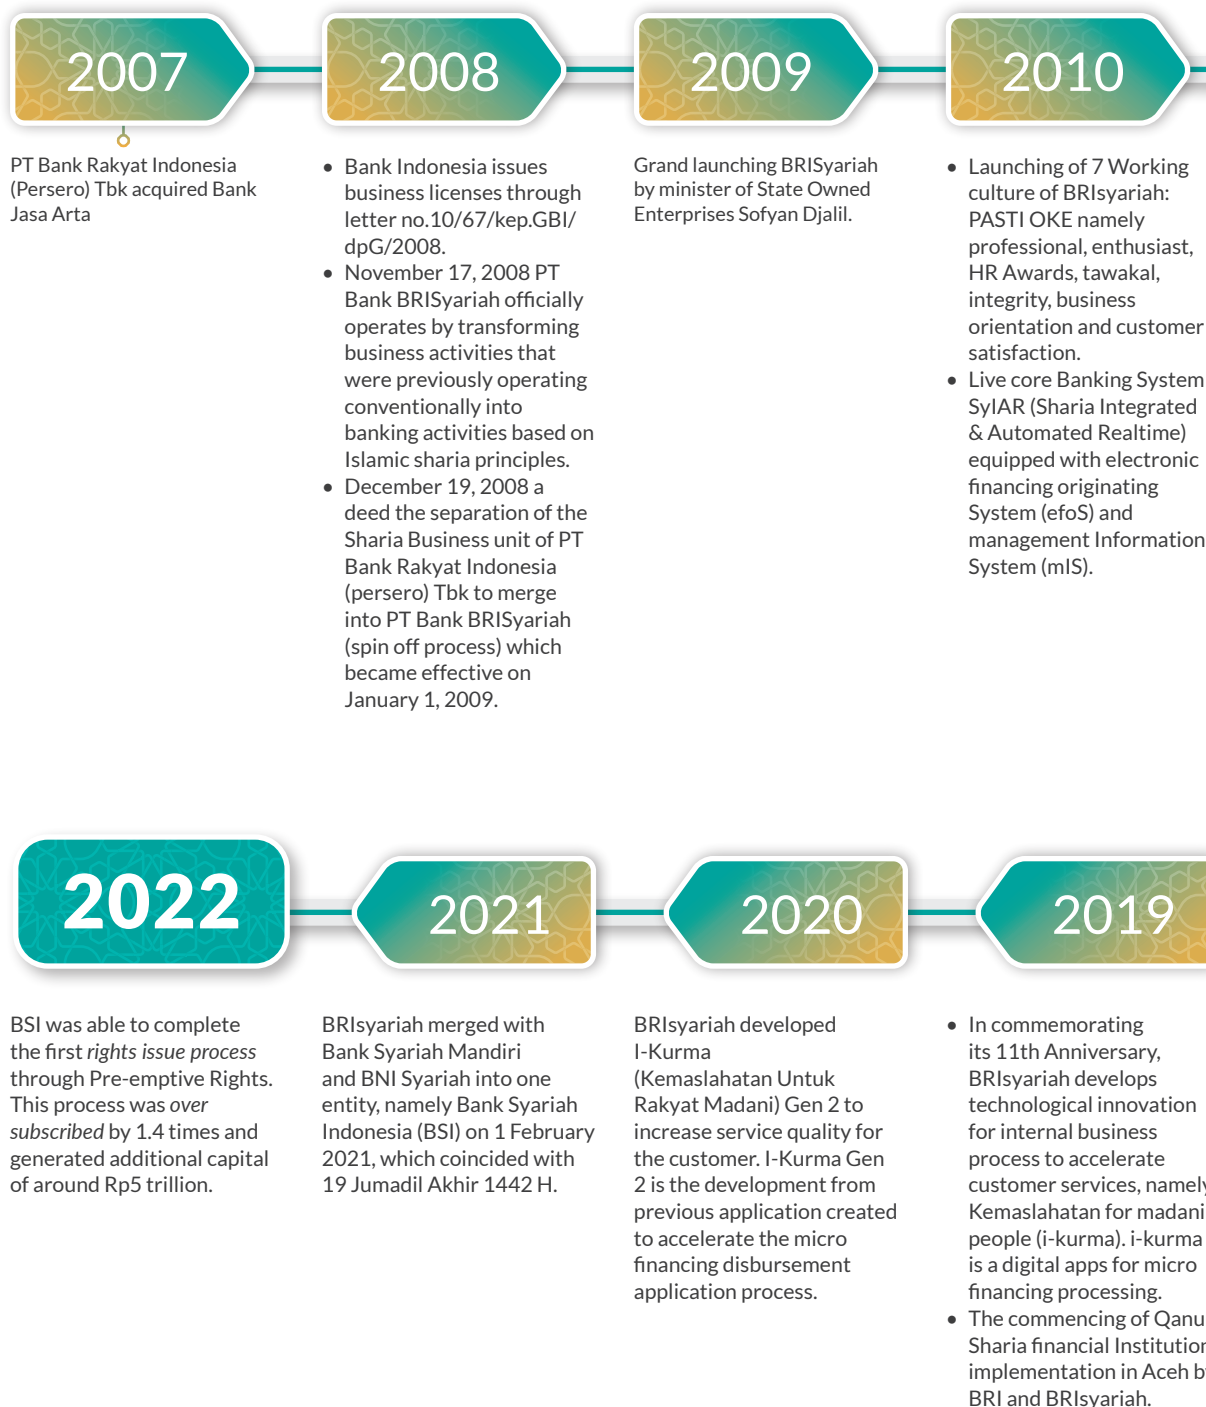 2007
PT Bank Rakyat Indonesia
(Persero) Tbk acquired Bank
Jasa Arta
2008
• Bank Indonesia issues
business licenses through
letter no.10/67/kep.GBI/
dpG/2008.
• November 17, 2008 PT
Bank BRISyariah officially
operates by transforming
business activities that
were previously operating
conventionally into
banking activities based on
Islamic sharia principles.
• December 19, 2008 a
deed the separation of the
Sharia Business unit of PT
Bank Rakyat Indonesia
(persero) Tbk to merge
into PT Bank BRISyariah
(spin off process) which
became effective on
January 1, 2009.
2009
Grand launching BRISyariah
by minister of State Owned
Enterprises Sofyan Djalil.
2010
• Launching of 7 Working
culture of BRIsyariah:
PASTI OKE namely
professional, enthusiast,
HR Awards, tawakal,
integrity, business
orientation and customer
satisfaction.
• Live core Banking System
SyIAR (Sharia Integrated
& Automated Realtime)
equipped with electronic
financing originating
System (efoS) and
management Information
System (mIS).
2022
BSI was able to complete
the first rights issue process
through Pre-emptive Rights.
This process was over
subscribed by 1.4 times and
generated additional capital
of around Rp5 trillion.
2021
BRIsyariah merged with
Bank Syariah Mandiri
and BNI Syariah into one
entity, namely Bank Syariah
Indonesia (BSI) on 1 February
2021, which coincided with
19 Jumadil Akhir 1442 H.
2020
BRIsyariah developed
I-Kurma
(Kemaslahatan Untuk
Rakyat Madani) Gen 2 to
increase service quality for
the customer. I-Kurma Gen
2 is the development from
previous application created
to accelerate the micro
financing disbursement
application process.
2019
• In commemorating
its 11th Anniversary,
BRIsyariah develops
technological innovation
for internal business
process to accelerate
customer services, namely
Kemaslahatan for madani
people (i-kurma). i-kurma
is a digital apps for micro
financing processing.
• The commencing of Qanu
Sharia financial Institution
implementation in Aceh by
BRI and BRIsyariah.